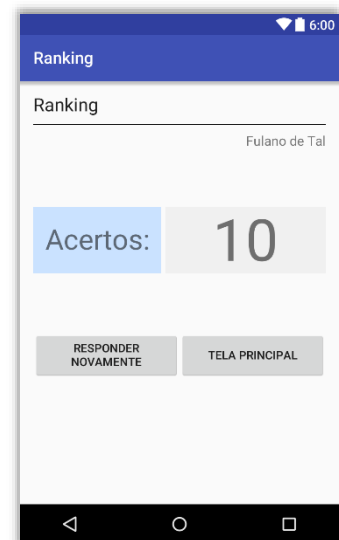 6:00
Ranking
Ranking
Fulano de Tal
Acertos: 10
RESPONDER
NOVAMENTE
TELA PRINCIPAL